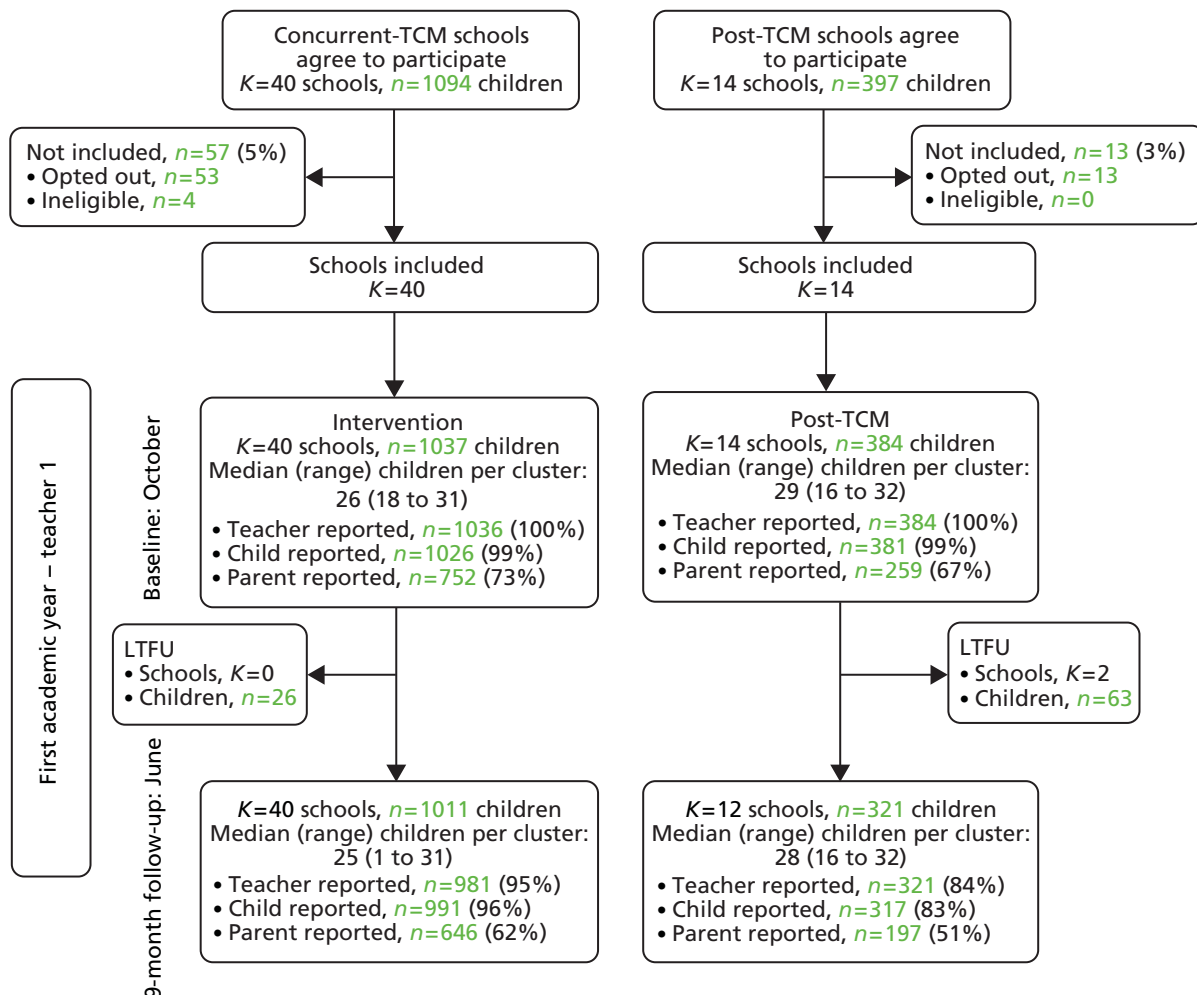 Concurrent-TCM schools
agree to participate
K=40 schools, n=1094 children
Post-TCM schools agree
to participate
K=14 schools, n=397 children
Not included, n=57 (5%)
• Opted out, n=53
• Ineligible, n=4
Not included, n=13 (3%)
• Opted out, n=13
• Ineligible, n=0
Schools included
K=40
Schools included
K=14
First academic year – teacher 1
Baseline: October
Intervention
K=40 schools, n=1037 children
Median (range) children per cluster:
26 (18 to 31)
• Teacher reported, n=1036 (100%)
• Child reported, n=1026 (99%)
• Parent reported, n=752 (73%)
Post-TCM
K=14 schools, n=384 children
Median (range) children per cluster:
29 (16 to 32)
• Teacher reported, n=384 (100%)
• Child reported, n=381 (99%)
• Parent reported, n=259 (67%)
LTFU
• Schools, K=0
• Children, n=26
LTFU
• Schools, K=2
• Children, n=63
9-month follow-up: June
K=40 schools, n=1011 children
Median (range) children per cluster:
25 (1 to 31)
• Teacher reported, n=981 (95%)
• Child reported, n=991 (96%)
• Parent reported, n=646 (62%)
K=12 schools, n=321 children
Median (range) children per cluster:
28 (16 to 32)
• Teacher reported, n=321 (84%)
• Child reported, n=317 (83%)
• Parent reported, n=197 (51%)